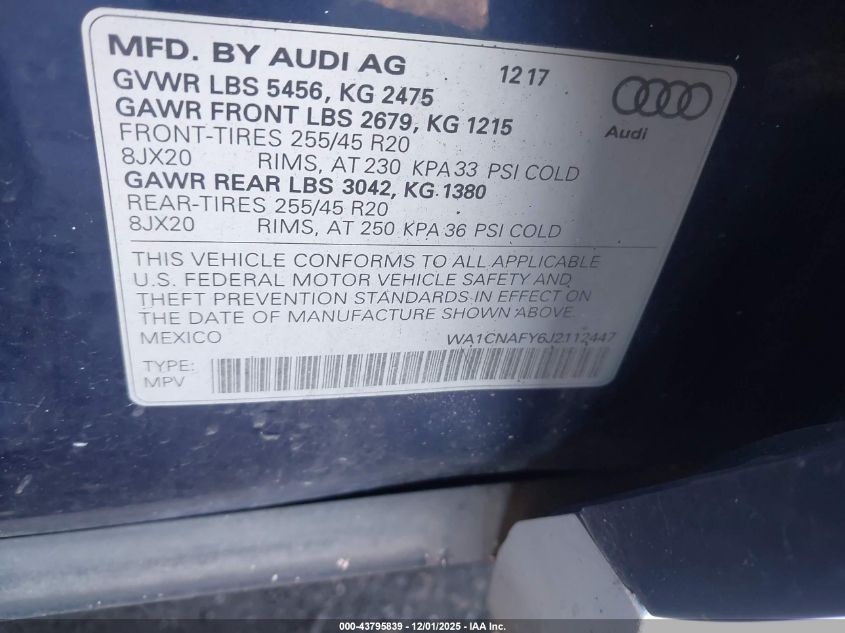 MFD. BY AUDI AG 12 17
GVWR LBS 5456, KG 2475
GAWR FRONT LBS 2679, KG 1215
FRONT-TIRES 255/45 R20
8JX20 RIMS, AT 230 KPA 33 PSI COLD
GAWR REAR LBS 3042, KG 1380
REAR-TIRES 255/45 R20
8JX20 RIMS, AT 250 KPA 36 PSI COLD
Audi
THIS VEHICLE CONFORMS TO ALL APPLICABLE
U.S. FEDERAL MOTOR VEHICLE SAFETY AND
THEFT PREVENTION STANDARDS IN EFFECT ON
THE DATE OF MANUFACTURE SHOWN ABOVE.
MEXICO WA1CNAFY6J2112447
TYPE:
MPV
000-43795839 - 12/01/2025 - IAA Inc.